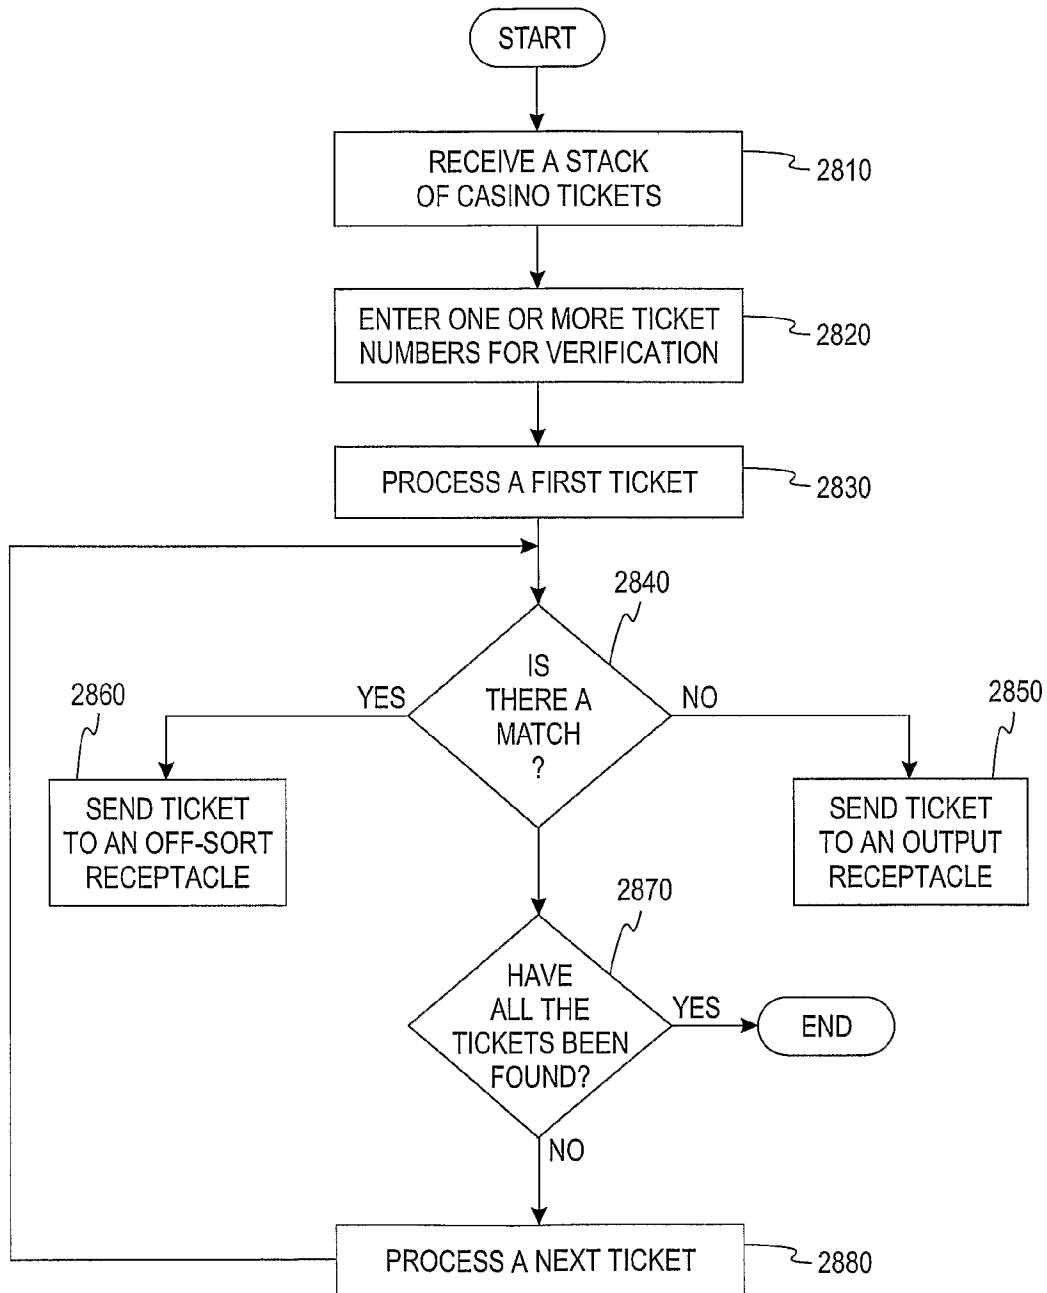 START
RECEIVE A STACK
OF CASINO TICKETS
2810
ENTER ONE OR MORE TICKET
NUMBERS FOR VERIFICATION
2820
PROCESS A FIRST TICKET
2830
2840
IS
THERE A
MATCH
?
YES
NO
2860
SEND TICKET
TO AN OFF-SORT
RECEPTACLE
2850
SEND TICKET
TO AN OUTPUT
RECEPTACLE
2870
HAVE
ALL THE
TICKETS BEEN
FOUND?
YES
END
NO
PROCESS A NEXT TICKET
2880